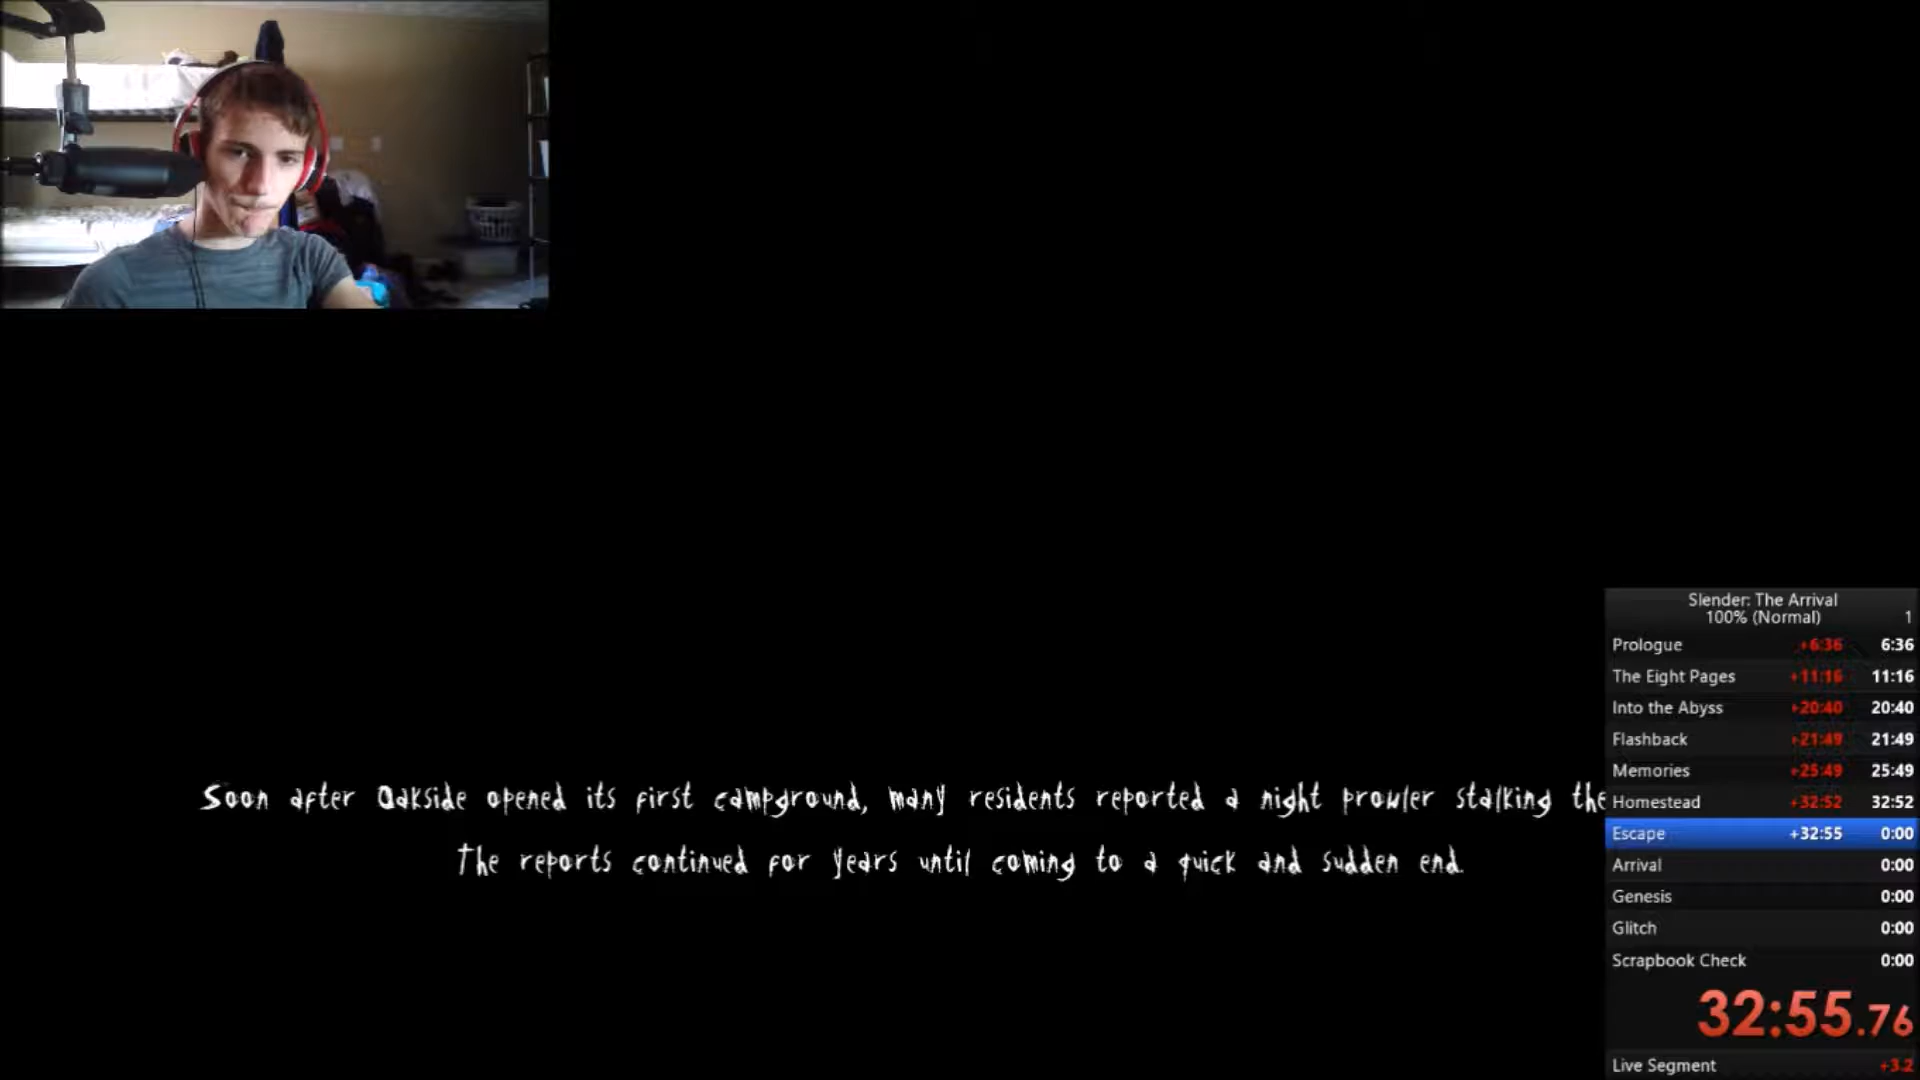 Soon after Oakside opened its first campground, many residents reported a night prowler stalking the
The reports continued for years until coming to a quick and sudden end.
Slender: The Arrival
100% (Normal) 1
Prologue +6:36 6:36
The Eight Pages +11:16 11:16
Into the Abyss +20:40 20:40
Flashback +21:49 21:49
Memories +25:49 25:49
Homestead +32:52 32:52
Escape +32:55 0:00
Arrival 0:00
Genesis 0:00
Glitch 0:00
Scrapbook Check 0:00
32:55.76
Live Segment +3.2